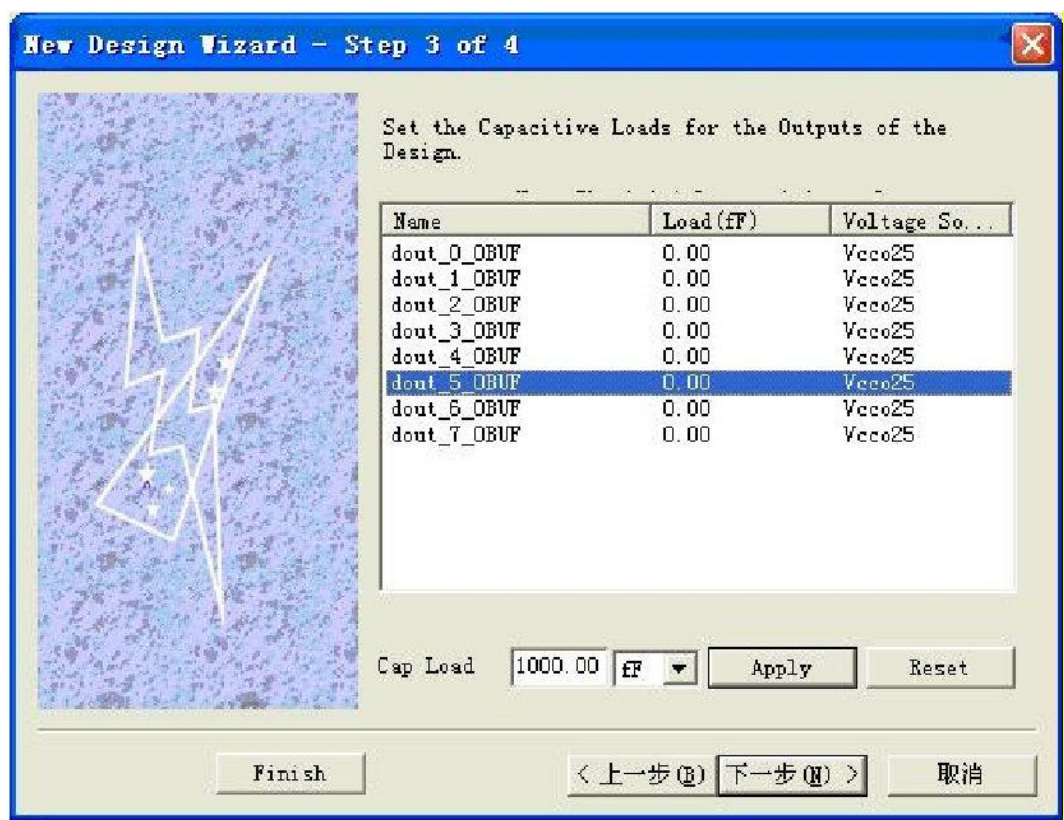 New Design Wizard - Step 3 of 4
Set the Capacitive Loads for the Outputs of the
Design.
Name Load(fF) Voltage So...
dout_0_OBUF 0.00 Vcco25
dout_1_OBUF 0.00 Vcco25
dout_2_OBUF 0.00 Vcco25
dout_3_OBUF 0.00 Vcco25
dout_4_OBUF 0.00 Vcco25
dout_5_OBUF 0.00 Vcco25
dout_6_OBUF 0.00 Vcco25
dout_7_OBUF 0.00 Vcco25
Cap Load 1000.00 fF Apply Reset
Finish < 上一步(B) 下一步(N) > 取消